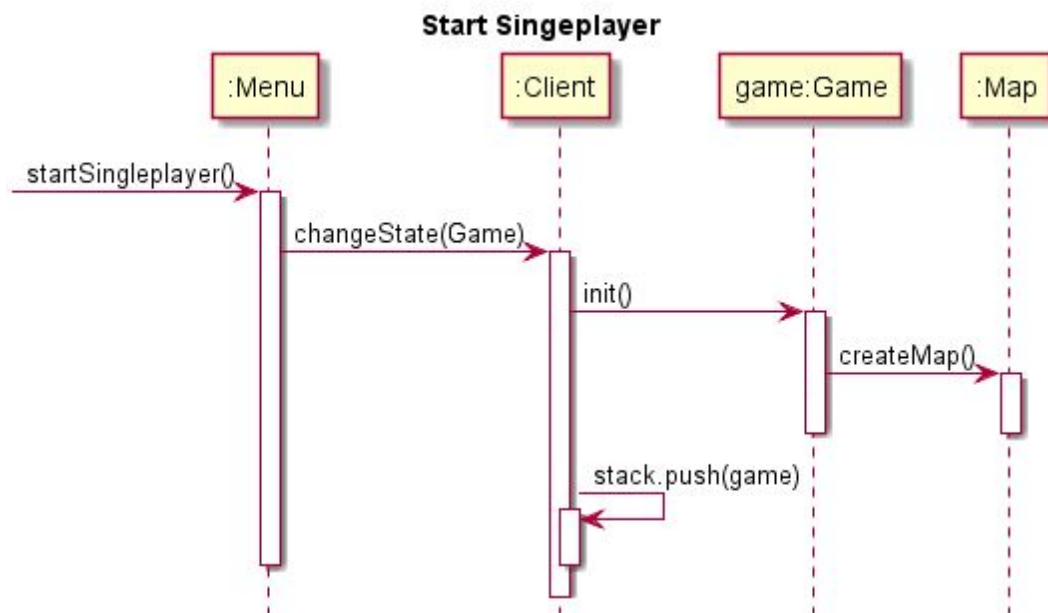 Start Singeplayer
:Menu
:Client
game:Game
:Map
startSingleplayer()
changeState(Game)
init()
createMap()
stack.push(game)